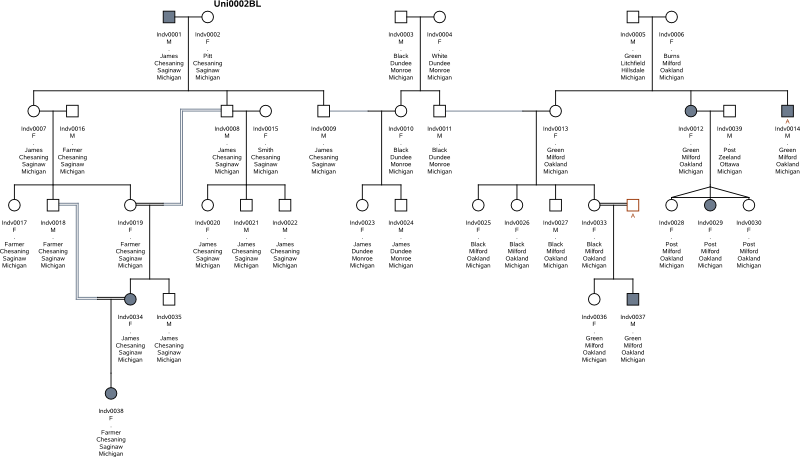 Uni0002BL
Indv0001
M
.
James
Chesaning
Saginaw
Michigan
Indv0002
F
.
Pitt
Chesaning
Saginaw
Michigan
Indv0003
M
.
Black
Dundee
Monroe
Michigan
Indv0004
F
.
White
Dundee
Monroe
Michigan
Indv0005
M
.
Green
Litchfield
Hillsdale
Michigan
Indv0006
F
.
Burns
Milford
Oakland
Michigan
Indv0007
F
.
James
Chesaning
Saginaw
Michigan
Indv0016
M
.
Farmer
Chesaning
Saginaw
Michigan
Indv0008
M
.
James
Chesaning
Saginaw
Michigan
Indv0015
F
.
Smith
Chesaning
Saginaw
Michigan
Indv0009
M
.
James
Chesaning
Saginaw
Michigan
Indv0010
F
.
Black
Dundee
Monroe
Michigan
Indv0011
M
.
Black
Dundee
Monroe
Michigan
Indv0013
F
.
Green
Milford
Oakland
Michigan
Indv0012
F
.
Green
Milford
Oakland
Michigan
Indv0039
M
.
Post
Zeeland
Ottawa
Michigan
A
Indv0014
M
.
Green
Milford
Oakland
Michigan
Indv0017
F
.
Farmer
Chesaning
Saginaw
Michigan
Indv0018
M
.
Farmer
Chesaning
Saginaw
Michigan
Indv0019
F
.
Farmer
Chesaning
Saginaw
Michigan
Indv0020
F
.
James
Chesaning
Saginaw
Michigan
Indv0021
M
.
James
Chesaning
Saginaw
Michigan
Indv0022
M
.
James
Chesaning
Saginaw
Michigan
Indv0023
F
.
James
Dundee
Monroe
Michigan
Indv0024
M
.
James
Dundee
Monroe
Michigan
Indv0025
F
.
Black
Milford
Oakland
Michigan
Indv0026
F
.
Black
Milford
Oakland
Michigan
Indv0027
M
.
Black
Milford
Oakland
Michigan
Indv0033
F
.
Black
Milford
Oakland
Michigan
A
Indv0028
F
.
Post
Milford
Oakland
Michigan
Indv0029
F
.
Post
Milford
Oakland
Michigan
Indv0030
F
.
Post
Milford
Oakland
Michigan
Indv0034
F
.
James
Chesaning
Saginaw
Michigan
Indv0035
M
.
James
Chesaning
Saginaw
Michigan
Indv0036
F
.
Green
Milford
Oakland
Michigan
Indv0037
M
.
Green
Milford
Oakland
Michigan
Indv0038
F
.
Farmer
Chesaning
Saginaw
Michigan